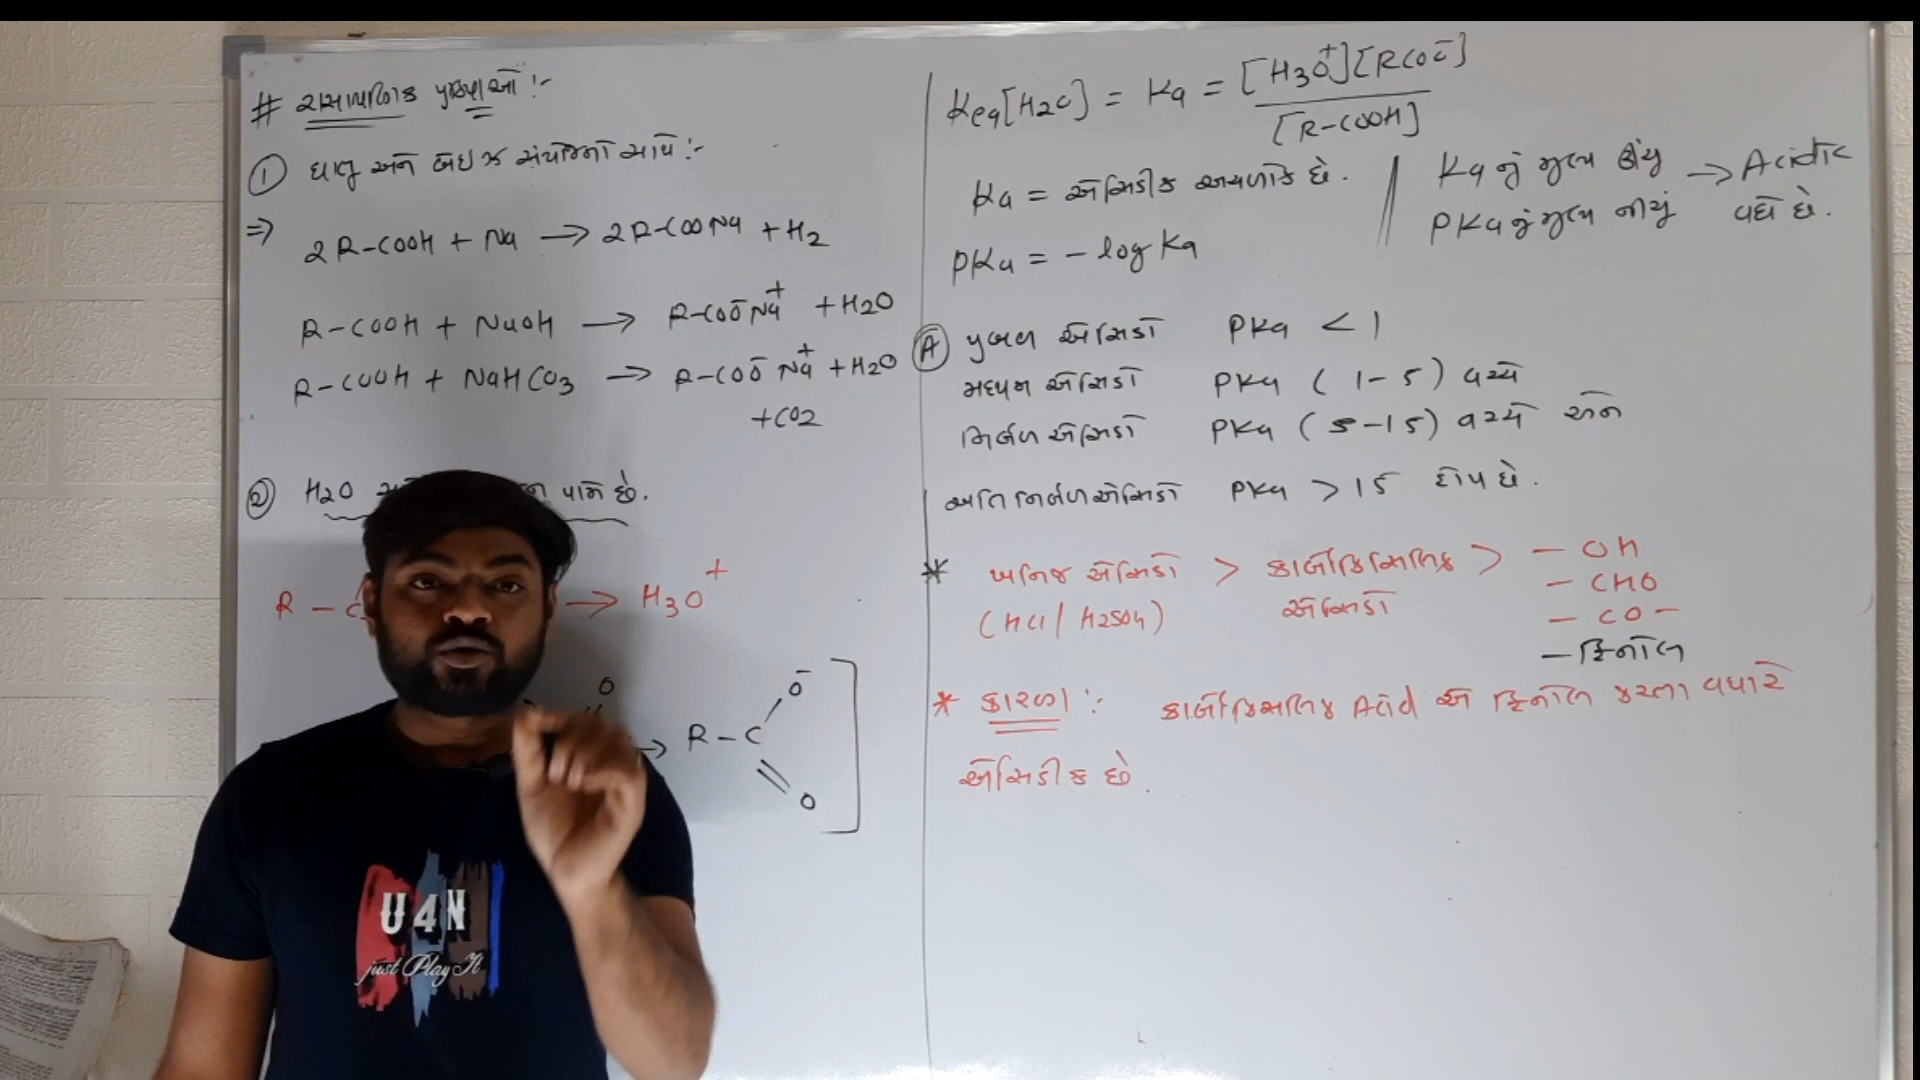 # રાસાયણિક પ્રક્રિયાઓ :-
① ધાતુ અને બેઇઝ સંયોજનો સાથે :-
⇒ 2R-COOH + Na → 2R-COONa + H2
R-COOH + NaOH → R-COO⁻Na⁺ + H2O
R-COOH + NaHCO3 → R-COO⁻Na⁺ + H2O
+CO2
② H2O પામે છે.
R - C → H3O⁺
O
→ R - C
O⁻
O
Keq[H2O] = Ka = [H3O⁺][RCOO⁻] / [R-COOH]
Ka = એસિડીક અચળાંક છે.
Ka નું મુલ્ય ઊંચુ → Acidic
PKa નું મુલ્ય નીચું વધે છે.
PKa = - log Ka
Ⓐ પ્રબળ એસિડો PKa < 1
મધ્યમ એસિડો PKa (1-5) વચ્ચે
નિર્બળ એસિડો PKa (5-15) વચ્ચે અને
અતિ નિર્બળ એસિડો PKa > 15 હોય છે.
* ખનિજ એસિડો > કાર્બોક્સિલિક > - OH
(HCl / H2SO4) એસિડો - CHO
- CO -
- ફિનોલ
* કારણ :- કાર્બોક્સિલિક Acid એ ફિનોલ કરતા વધારે
એસિડીક છે.
U4N
just Play It